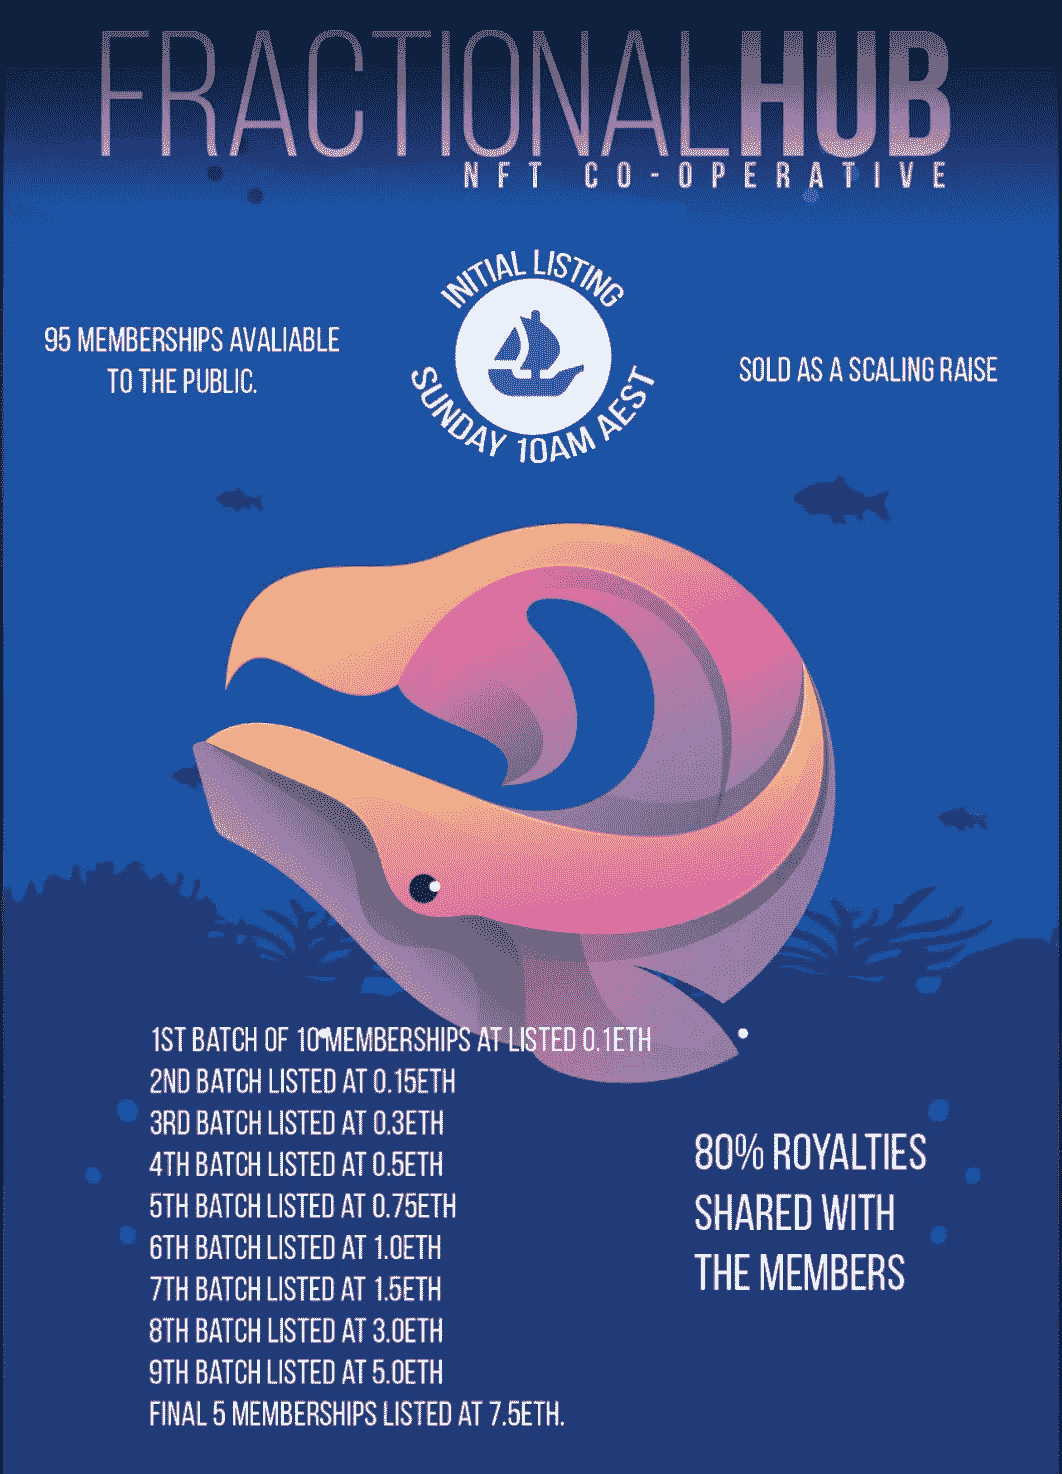 FRACTIONALHUB
NFT CO-OPERATIVE
INITIAL LISTING
SUNDAY 10AM AEST
95 MEMBERSHIPS AVALIABLE
TO THE PUBLIC.
SOLD AS A SCALING RAISE
1ST BATCH OF 10 MEMBERSHIPS AT LISTED 0.1ETH
2ND BATCH LISTED AT 0.15ETH
3RD BATCH LISTED AT 0.3ETH
4TH BATCH LISTED AT 0.5ETH
5TH BATCH LISTED AT 0.75ETH
6TH BATCH LISTED AT 1.0ETH
7TH BATCH LISTED AT 1.5ETH
8TH BATCH LISTED AT 3.0ETH
9TH BATCH LISTED AT 5.0ETH
FINAL 5 MEMBERSHIPS LISTED AT 7.5ETH.
80% ROYALTIES
SHARED WITH
THE MEMBERS